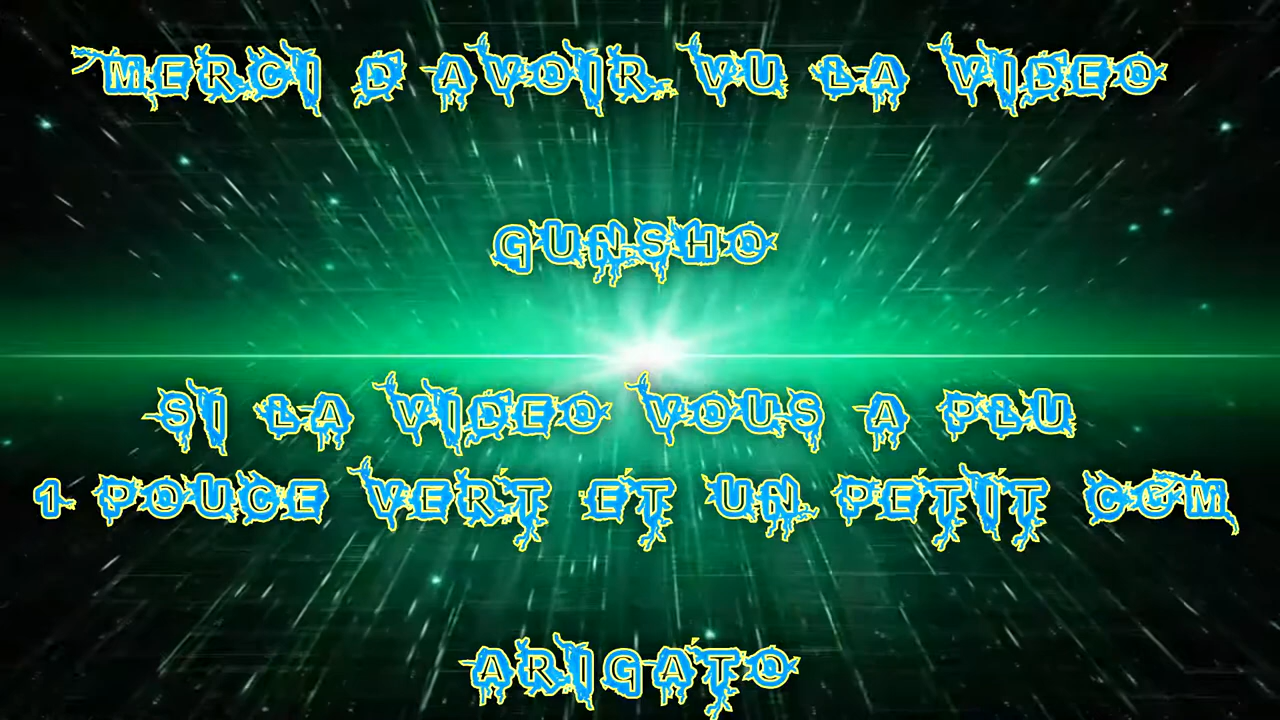 MERCI D AVOIR VU LA VIDEO
GUNSHO
SI LA VIDEO VOUS A PLU
1 POUCE VERT ET UN PETIT COM
ARIGATO